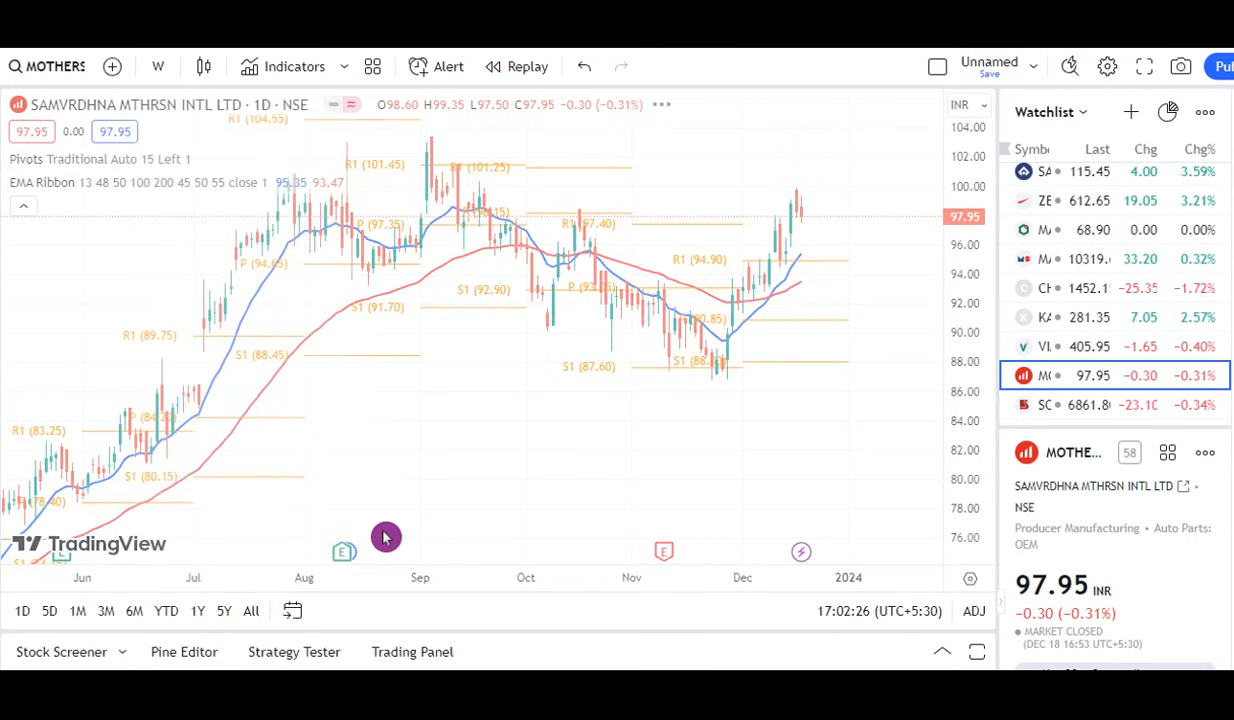 MOTHERS W Indicators Alert Replay Unnamed Save
SAMVRDHNA MTHRSN INTL LTD · 1D · NSE O98.60 H99.35 L97.50 C97.95 −0.30 (−0.31%)
97.95 0.00 97.95
Pivots Traditional Auto 15 Left 1
EMA Ribbon 13 48 50 100 200 45 50 55 close 1 95.35 93.47
R1 (104.55)
R1 (101.45)
R1 (101.25)
P (97.35)
R1 (97.40)
P (94.65)
R1 (94.90)
S1 (92.90)
S1 (91.70)
R1 (89.75)
S1 (88.45)
S1 (87.60)
R1 (83.25)
S1 (80.15)
TradingView
E
E
Jun Jul Aug Sep Oct Nov Dec 2024
INR
104.00
102.00
100.00
97.95
96.00
94.00
92.00
90.00
88.00
86.00
84.00
82.00
80.00
78.00
76.00
1D 5D 1M 3M 6M YTD 1Y 5Y All 17:02:26 (UTC+5:30) ADJ
Stock Screener Pine Editor Strategy Tester Trading Panel
Watchlist
Symb Last Chg Chg%
SA 115.45 4.00 3.59%
ZE 612.65 19.05 3.21%
68.90 0.00 0.00%
10319. 33.20 0.32%
1452.1 −25.35 −1.72%
KA 281.35 7.05 2.57%
VI 405.95 −1.65 −0.40%
97.95 −0.30 −0.31%
SC 6861.8 −23.10 −0.34%
MOTHE... 58
SAMVRDHNA MTHRSN INTL LTD ·
NSE
Producer Manufacturing · Auto Parts:
OEM
97.95 INR
−0.30 (−0.31%)
MARKET CLOSED
(DEC 18 16:53 UTC+5:30)